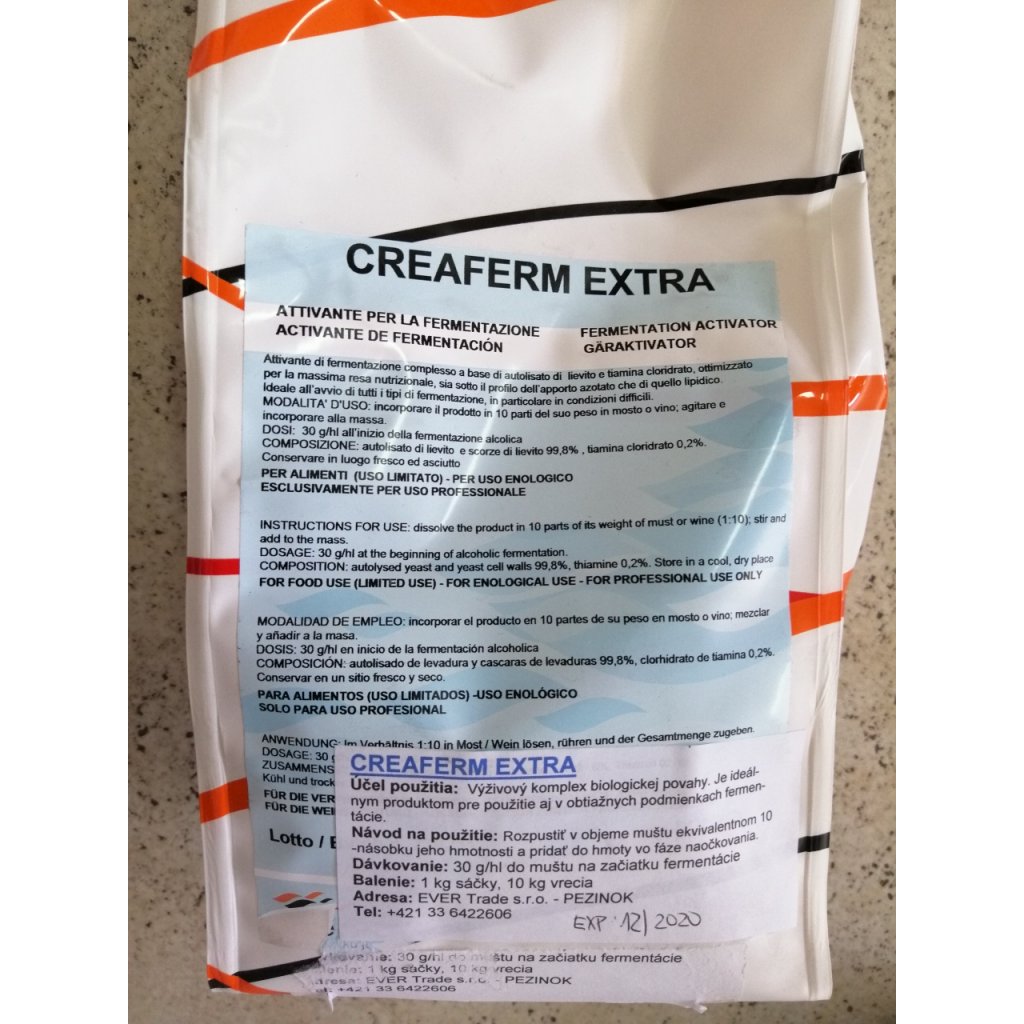 CREAFERM EXTRA
ATTIVANTE PER LA FERMENTAZIONE
ACTIVANTE DE FERMENTACIÓN
FERMENTATION ACTIVATOR
GÄRAKTIVATOR
Attivante di fermentazione complesso a base di autolisato di lievito e tiamina cloridrato, ottimizzato
per la massima resa nutrizionale, sia sotto il profilo dell'apporto azotato che di quello lipidico.
Ideale all'avvio di tutti i tipi di fermentazione, in particolare in condizioni difficili.
MODALITA' D'USO: incorporare il prodotto in 10 parti del suo peso in mosto o vino; agitare e
incorporare alla massa.
DOSI: 30 g/hl all'inizio della fermentazione alcolica
COMPOSIZIONE: autolisato di lievito e scorze di lievito 99,8% , tiamina cloridrato 0,2%.
Conservare in luogo fresco ed asciutto
PER ALIMENTI (USO LIMITATO) - PER USO ENOLOGICO
ESCLUSIVAMENTE PER USO PROFESSIONALE
INSTRUCTIONS FOR USE: dissolve the product in 10 parts of its weight of must or wine (1:10); stir and
add to the mass.
DOSAGE: 30 g/hl at the beginning of alcoholic fermentation.
COMPOSITION: autolysed yeast and yeast cell walls 99,8%, thiamine 0,2%. Store in a cool, dry place
FOR FOOD USE (LIMITED USE) - FOR ENOLOGICAL USE - FOR PROFESSIONAL USE ONLY
MODALIDAD DE EMPLEO: incorporar el producto en 10 partes de su peso en mosto o vino; mezclar
y añadir a la masa.
DOSIS: 30 g/hl en inicio de la fermentación alcoholica
COMPOSICIÓN: autolisado de levadura y cascaras de levaduras 99,8%, clorhidrato de tiamina 0,2%.
Conservar en un sitio fresco y seco.
PARA ALIMENTOS (USO LIMITADOS) -USO ENOLÓGICO
SOLO PARA USO PROFESIONAL
ANWENDUNG: Im Verhältnis 1:10 in Most / Wein lösen, rühren und der Gesamtmenge zugeben.
DOSAGE: 30 g
ZUSAMMENS
Kühl und trock
FÜR DIE VER
FÜR DIE WEI
Lotto /
CREAFERM EXTRA
Účel použitia: Výživový komplex biologickej povahy. Je ideál-
nym produktom pre použitie aj v obtiažnych podmienkach fermen-
tácie.
Návod na použitie: Rozpustiť v objeme muštu ekvivalentnom 10
-násobku jeho hmotnosti a pridať do hmoty vo fáze naočkovania.
Dávkovanie: 30 g/hl do muštu na začiatku fermentácie
Balenie: 1 kg sáčky, 10 kg vrecia
Adresa: EVER Trade s.r.o. - PEZINOK
Tel: +421 33 6422606
EXP. 12/2020
30 g/hl do muštu na začiatku fermentácie
1 kg sáčky, 10 kg vrecia
EVER Trade s.r.o. - PEZINOK
+421 33 6422606